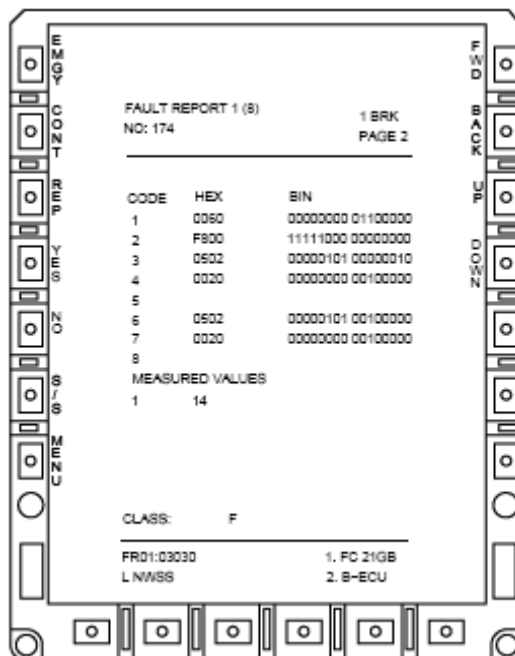 EMGY
CONT
REP
YES
NO
S/S
MENU
FAULT REPORT 1 (8) 1 BRK
NO: 174 PAGE 2
CODE HEX BIN
1 0060 00000000 01100000
2 F800 11111000 00000000
3 0502 00000101 00000010
4 0020 00000000 00100000
5
6 0502 00000101 00100000
7 0020 00000000 00100000
8
MEASURED VALUES
1 14
CLASS: F
FR01:03030 1. FC 21GB
L NWSS 2. B-ECU
FWD
BACK
UP
DOWN